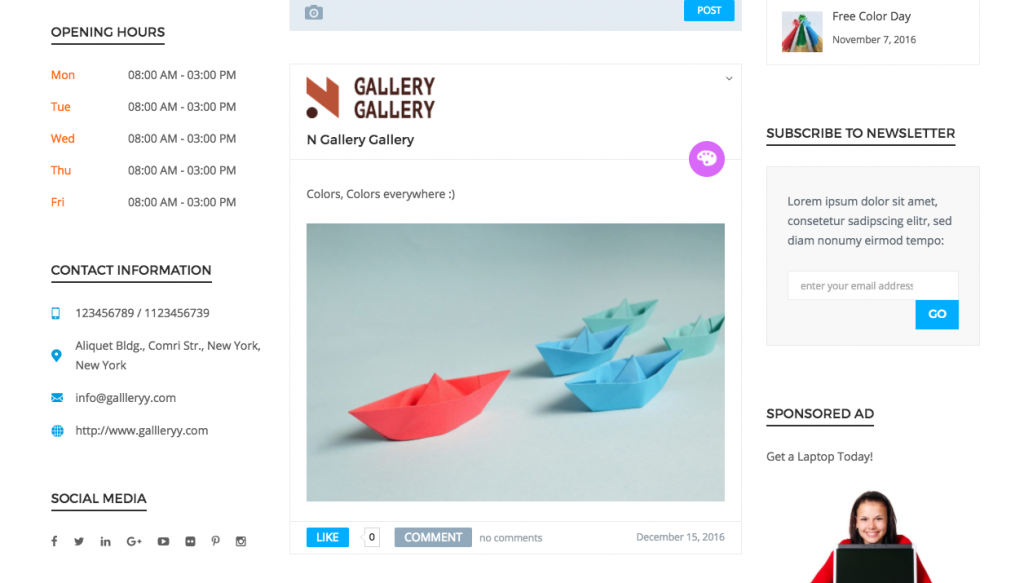 OPENING HOURS
Mon 08:00 AM - 03:00 PM
Tue 08:00 AM - 03:00 PM
Wed 08:00 AM - 03:00 PM
Thu 08:00 AM - 03:00 PM
Fri 08:00 AM - 03:00 PM
CONTACT INFORMATION
123456789 / 1123456739
Aliquet Bldg., Comri Str., New York,
New York
info@gallleryy.com
http://www.gallleryy.com
SOCIAL MEDIA
POST
GALLERY
GALLERY
N Gallery Gallery
Colors, Colors everywhere :)
LIKE 0 COMMENT no comments December 15, 2016
Free Color Day
November 7, 2016
SUBSCRIBE TO NEWSLETTER
Lorem ipsum dolor sit amet,
consetetur sadipscing elitr, sed
diam nonumy eirmod tempo:
enter your email address
GO
SPONSORED AD
Get a Laptop Today!